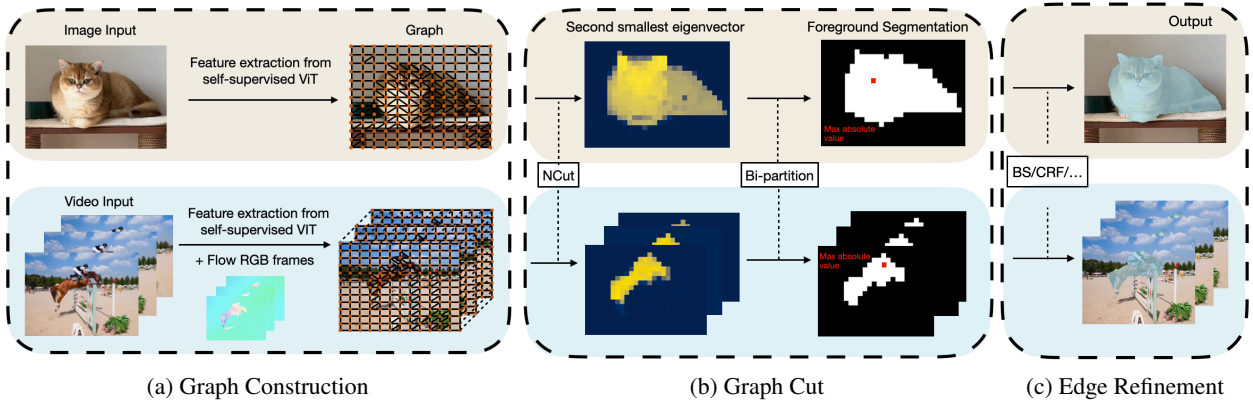 Image Input
Feature extraction from
self-supervised ViT
Graph
Second smallest eigenvector
Foreground Segmentation
Max absolute
value
Output
NCut
Bi-partition
BS/CRF/...
Video Input
Feature extraction from
self-supervised VIT
+ Flow RGB frames
Max absolute
value
(a) Graph Construction
(b) Graph Cut
(c) Edge Refinement